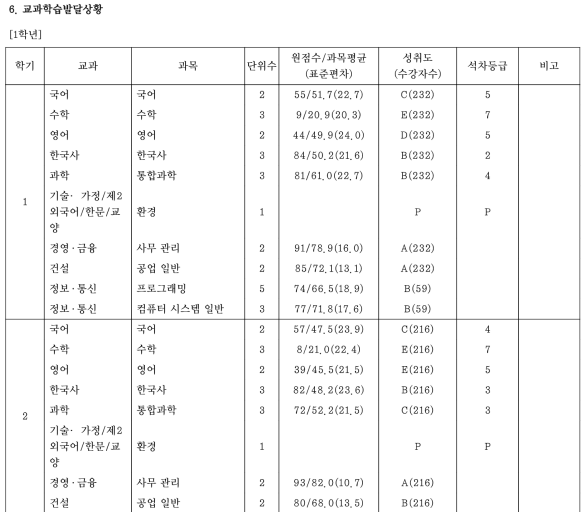 6. 교과학습발달상황
[1학년]
학기 교과 과목 단위수 원점수/과목평균 (표준편차) 성취도 (수강자수) 석차등급 비고
1
국어 국어 2 55/51.7(22.7) C(232) 5
수학 수학 3 9/20.9(20.3) E(232) 7
영어 영어 2 44/49.9(24.0) D(232) 5
한국사 한국사 3 84/50.2(21.6) B(232) 2
과학 통합과학 3 81/61.0(22.7) B(232) 4
기술· 가정/제2
외국어/한문/교 환경 1 P P
양
경영·금융 사무 관리 2 91/78.9(16.0) A(232)
건설 공업 일반 2 85/72.1(13.1) A(232)
정보·통신 프로그래밍 5 74/66.5(18.9) B(59)
정보·통신 컴퓨터 시스템 일반 3 77/71.8(17.6) B(59)
2
국어 국어 2 57/47.5(23.9) C(216) 4
수학 수학 3 8/21.0(22.4) E(216) 7
영어 영어 2 39/45.5(21.5) E(216) 5
한국사 한국사 3 82/48.2(23.6) B(216) 3
과학 통합과학 3 72/52.2(21.5) C(216) 3
기술· 가정/제2
외국어/한문/교 환경 1 P P
양
경영·금융 사무 관리 2 93/82.0(10.7) A(216)
건설 공업 일반 2 80/68.0(13.5) B(216)